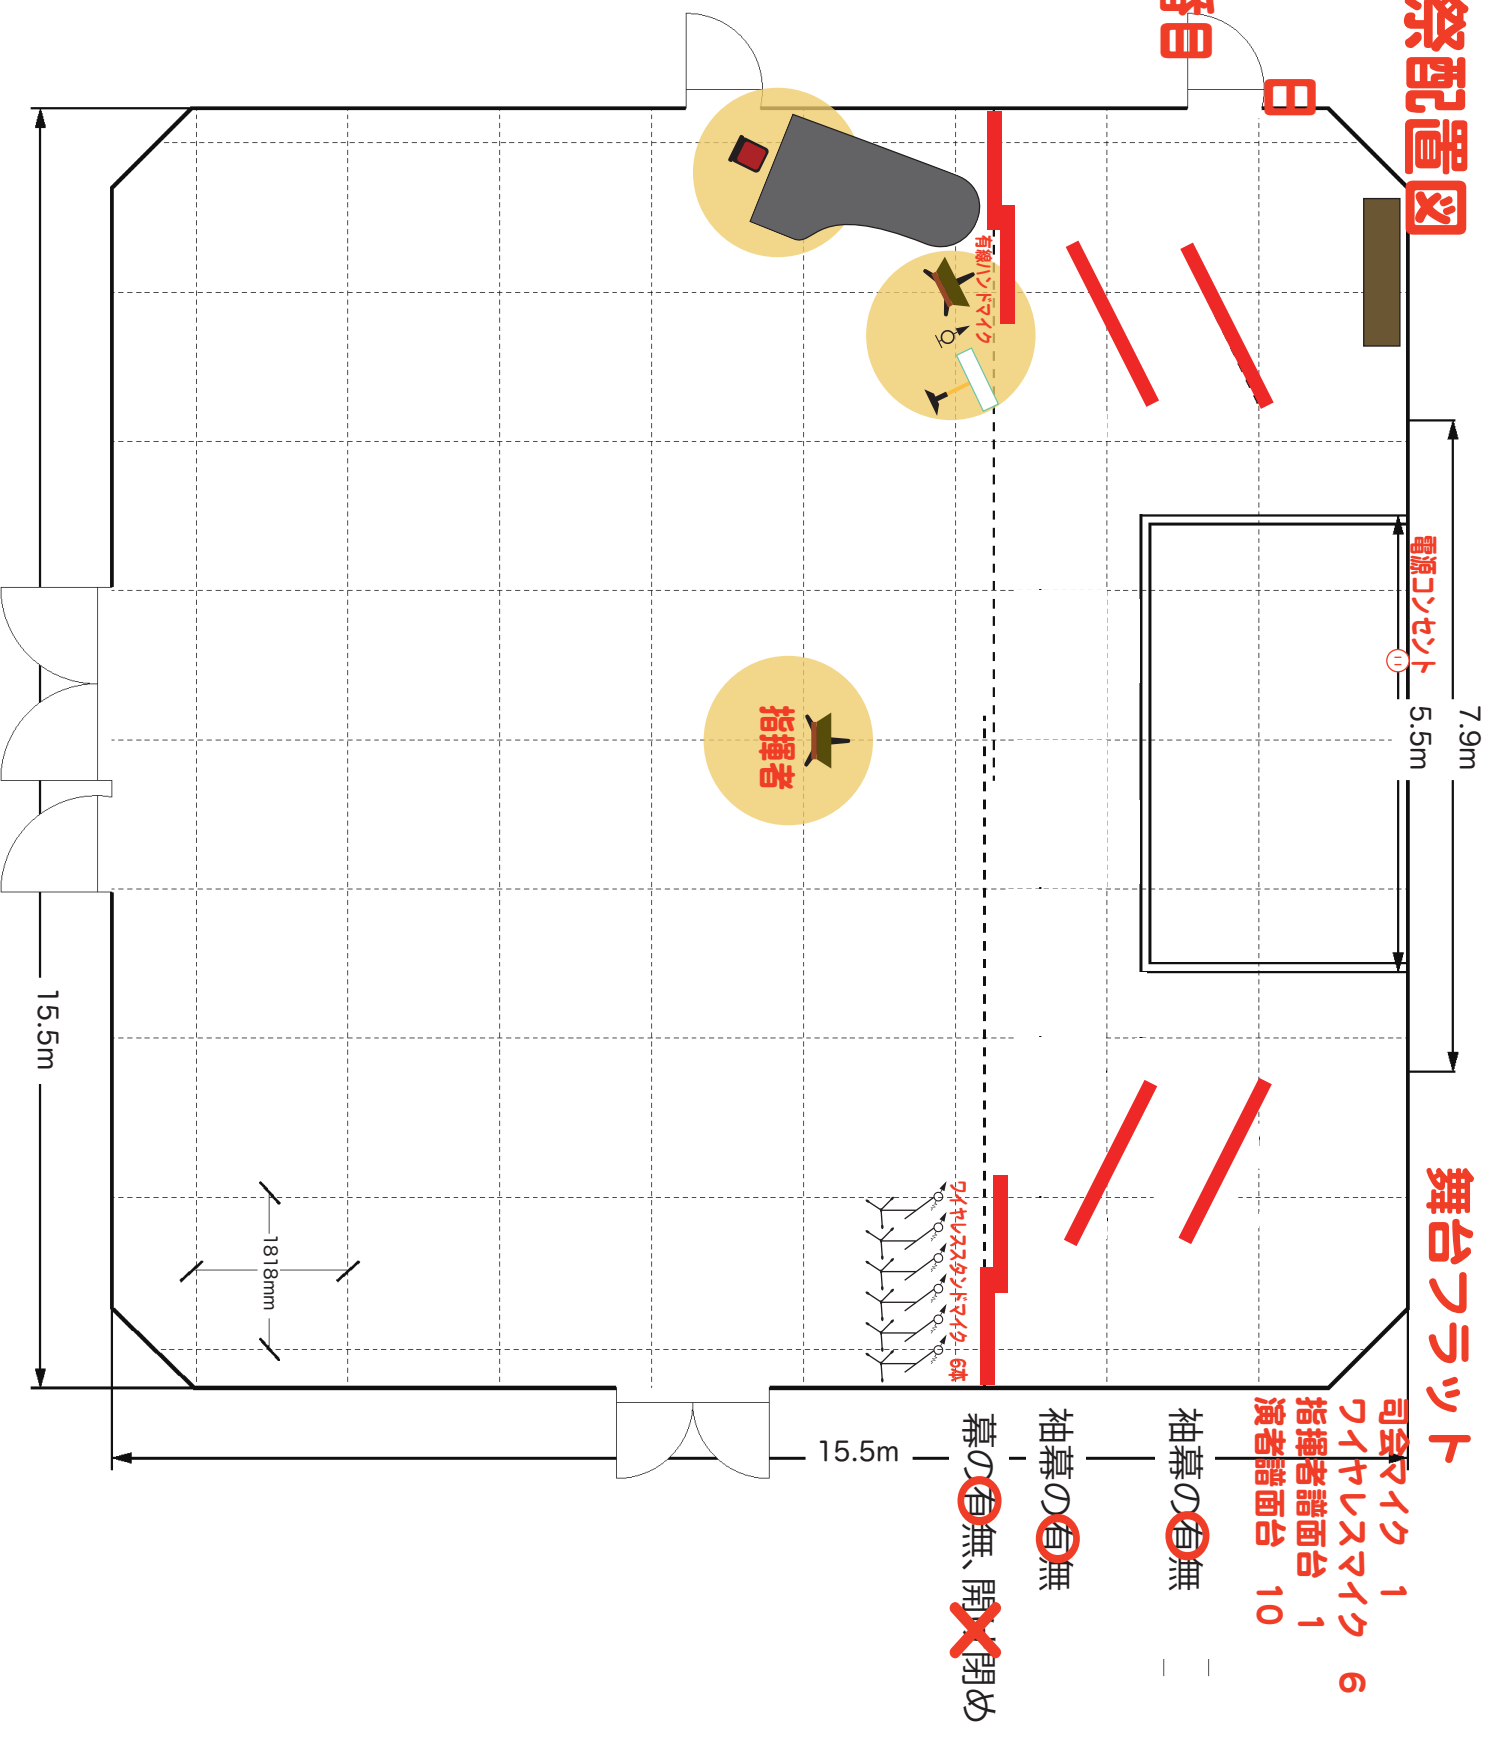 祭配置図
番目
日
舞台フラット
司会マイク 1
ワイヤレスマイク 6
指揮者譜面台 1
演者譜面台 10
7.9m
5.5m
電源コンセント
有線ハンドマイク
指揮者
ワイヤレススタンドマイク 6本
袖幕の有無
袖幕の有無
幕の有無、開 閉め
15.5m
15.5m
1818mm